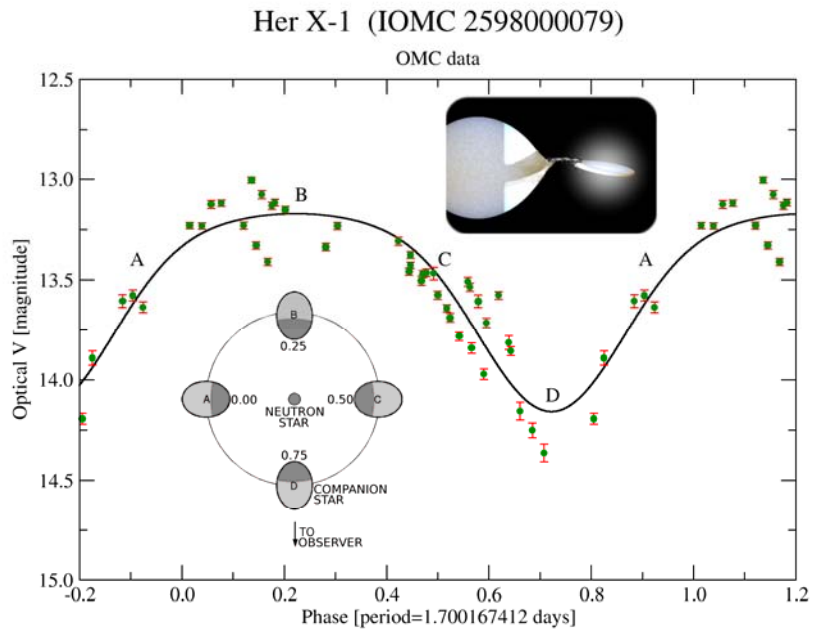 Her X-1 (IOMC 2598000079)
OMC data
12.5
13.0
13.5
14.0
14.5
15.0
Optical V [magnitude]
A
B
C
D
A
B
0.25
A
0.00
0.50
C
NEUTRON
STAR
0.75
D
COMPANION
STAR
TO
OBSERVER
-0.2
0.0
0.2
0.4
0.6
0.8
1.0
1.2
Phase [period=1.700167412 days]